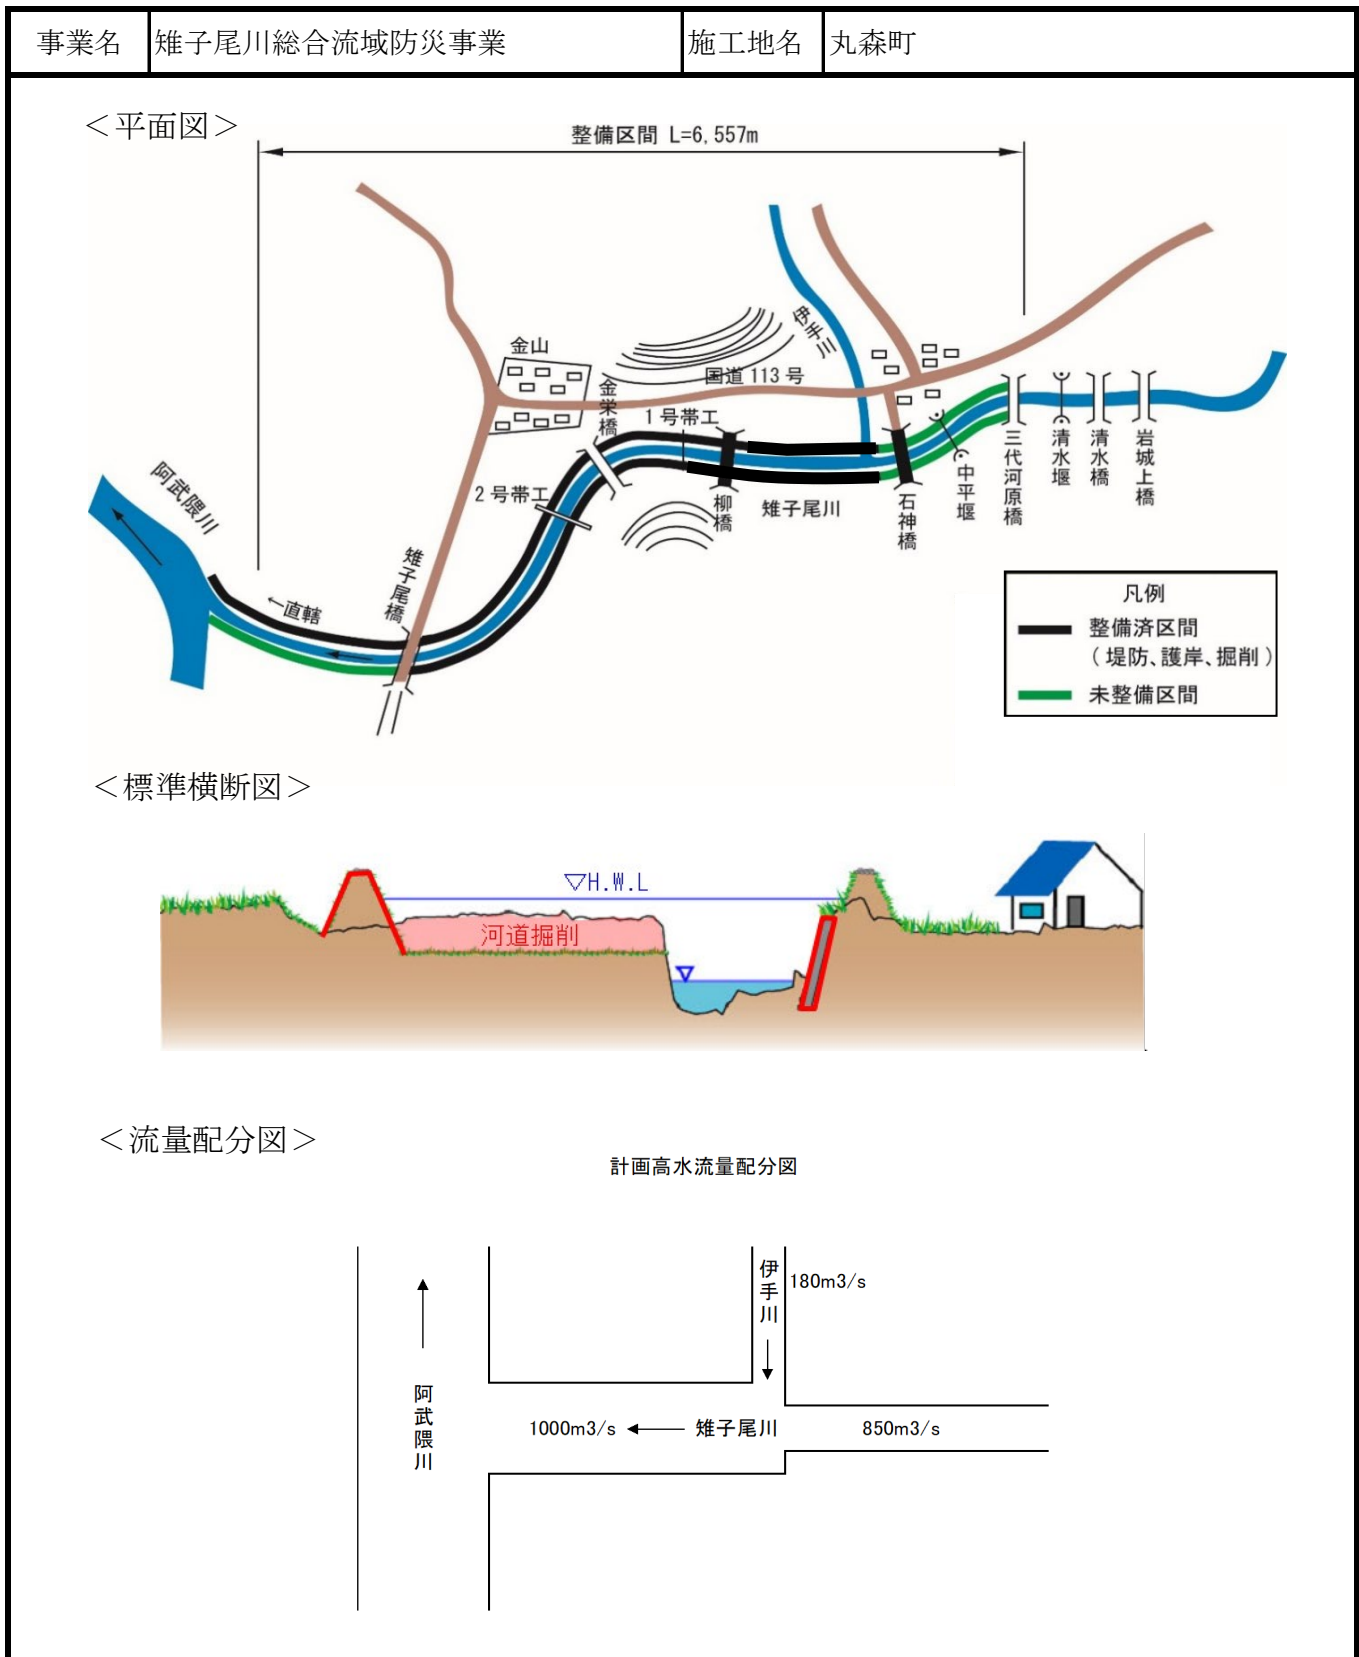 事業名 雉子尾川総合流域防災事業 施工地名 丸森町
＜平面図＞
整備区間 L=6,557m
伊手川
金山
国道113号
金栄橋
1号帯工
2号帯工
阿武隈川
柳橋
雉子尾川
石神橋
中平堰
三代河原橋
清水堰
清水橋
岩城上橋
雉子尾橋
←直轄
凡例
整備済区間
（堤防、護岸、掘削）
未整備区間
＜標準横断図＞
▽H.W.L
河道掘削
＜流量配分図＞
計画高水流量配分図
伊手川
180m3/s
阿武隈川
1000m3/s
雉子尾川
850m3/s